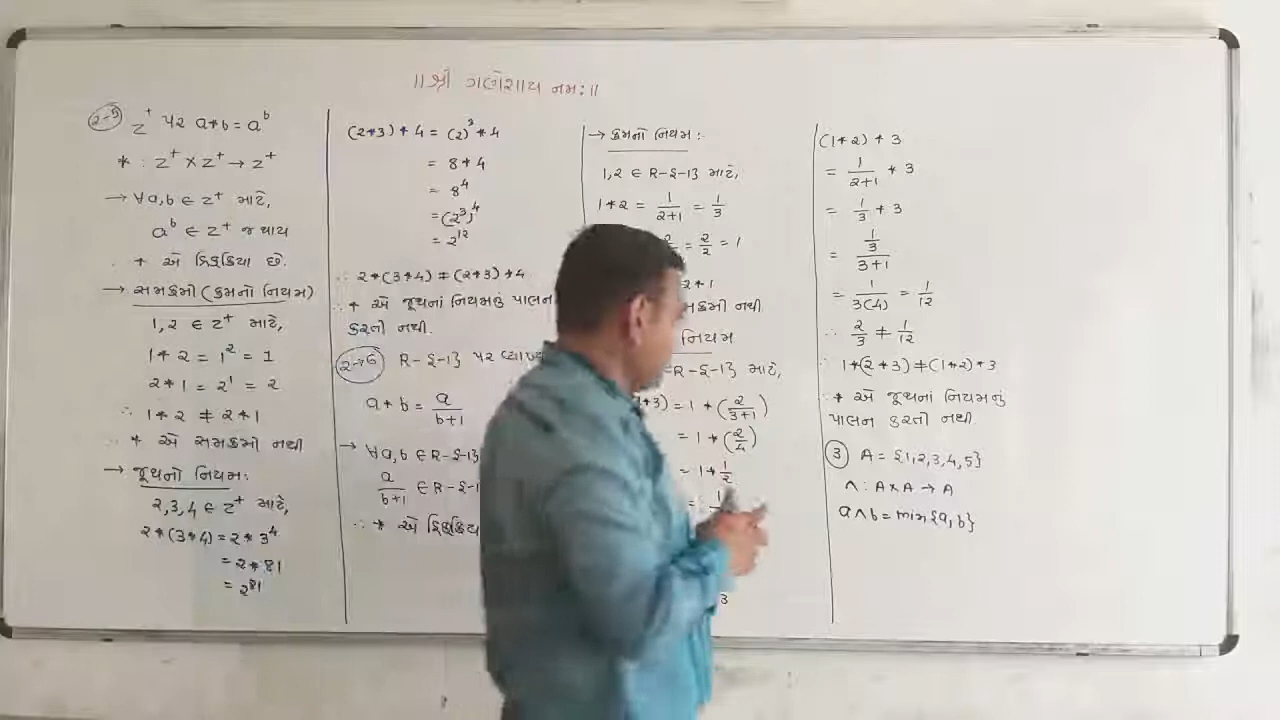 ॥ શ્રી ગણેશાય નમઃ ॥
2-5 Z⁺ પર a*b = a^b
* : Z⁺ × Z⁺ → Z⁺
→ ∀a,b ∈ Z⁺ માટે,
a^b ∈ Z⁺ જ થાય
∴ * એ દ્વિક્ક્રિયા છે.
→ સમક્રમી (ક્રમનો નિયમ)
1,2 ∈ Z⁺ માટે,
1*2 = 1² = 1
2*1 = 2¹ = 2
∴ 1*2 ≠ 2*1
∴ * એ સમક્રમી નથી
→ જૂથનો નિયમ:
2,3,4 ∈ Z⁺ માટે,
2*(3*4) = 2*3⁴
= 2*81
= 2⁸¹
(2*3)*4 = (2)³*4
= 8*4
= 8⁴
= (2³)⁴
= 2¹²
∴ 2*(3*4) ≠ (2*3)*4
∴ * એ જૂથનાં નિયમનું પાલન
કરતી નથી.
R-{-1} પર
a*b = a/(b+1)
→ ∀a,b ∈ R-{-1}
a/(b+1) ∈ R-{-1
∴ * એ
→ ક્રમનો નિયમ:-
1,2 ∈ R-{-1} માટે,
1*2 = 1/(2+1) = 1/3
= 2/2 = 1
2*1
નથી
નિયમ
R-{-1} માટે,
*3) = 1*(2/(3+1))
= 1*(2/4)
= 1*1/2
3
(1*2)*3
= 1/(2+1) * 3
= 1/3 * 3
= (1/3)/(3+1)
= 1/(3(4)) = 1/12
∴ 2/3 ≠ 1/12
∴ 1*(2*3) ≠ (1*2)*3
∴ * એ જૂથનાં નિયમનું
પાલન કરતી નથી
3 A = {1,2,3,4,5}
∧ : A×A → A
a∧b = min{a,b}